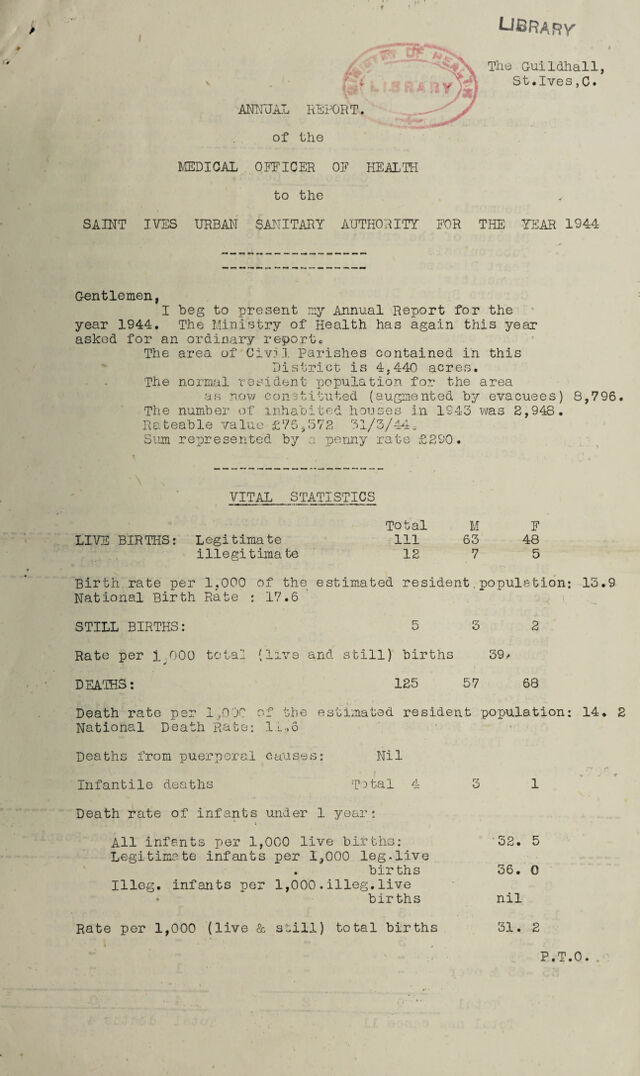 LIBRARY
MINISTRY OF HEALTH
LIBRARY
The Guildhall,
St.Ives,C.
ANNUAL REPORT.
of the
MEDICAL OFFICER OF HEALTH
to the
SAINT IVES URBAN SANITARY AUTHORITY FOR THE YEAR 1944
Gentlemen,
I beg to present my Annual Report for the
year 1944. The Ministry of Health has again this year
asked for an ordinary report.
The area of Civil Parishes contained in this
District is 4,440 acres.
The normal resident population for the area
as now constituted (augmented by evacuees) 8,796.
The number of inhabited houses in 1943 was 2,948.
Rateable value £75,372 31/3/44.
Sum represented by a penny rate £290.
VITAL STATISTICS
Total M F
LIVE BIRTHS: Legitimate 111 63 48
illegitimate 12 7 5
Birth rate per 1,000 of the estimated resident population: 13.9
National Birth Rate : 17.6
STILL BIRTHS: 5 3 2
Rate per 1,000 total (live and still) births 39.
DEATHS: 125 57 68
Death rate per 1,000 of the estimated resident population: 14. 2
National Death Rate: 11.6
Deaths from puerperal causes: Nil
Infantile deaths Total 4 3 1
Death rate of infants under 1 year:
All infants per 1,000 live births: 32. 5
Legitimate infants per 1,000 leg.live
births 36. 0
Illeg. infants per 1,000.illeg.live
births nil
Rate per 1,000 (live & still) total births 31. 2
P.T.O.